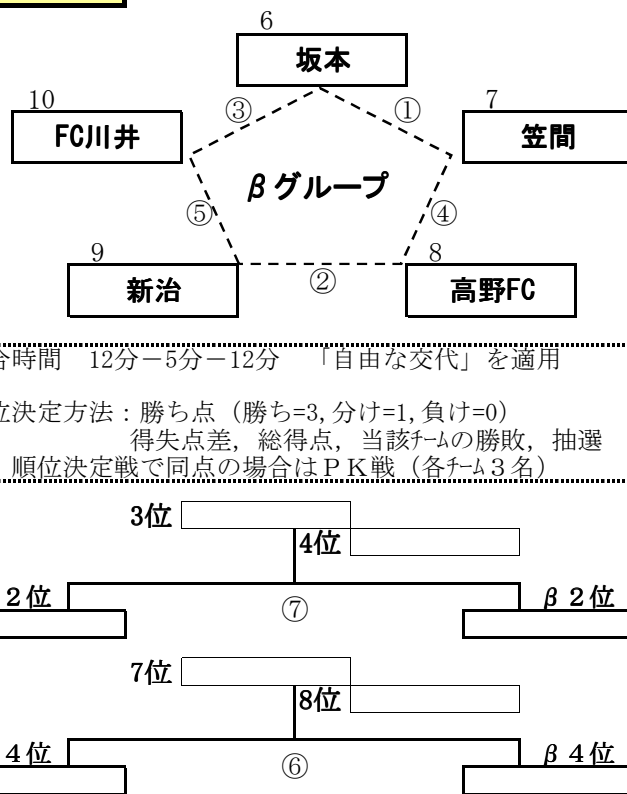 6
坂本
10
③
①
7
FC川井
笠間
βグループ
⑤
④
9
8
新治
②
高野FC
合時間 12分－5分－12分 「自由な交代」を適用
位決定方法：勝ち点（勝ち=3,分け=1,負け=0）
得失点差，総得点，当該ﾁｰﾑの勝敗，抽選
順位決定戦で同点の場合はＰＫ戦（各ﾁｰﾑ３名）
3位
4位
２位
β２位
⑦
7位
8位
４位
β４位
⑥